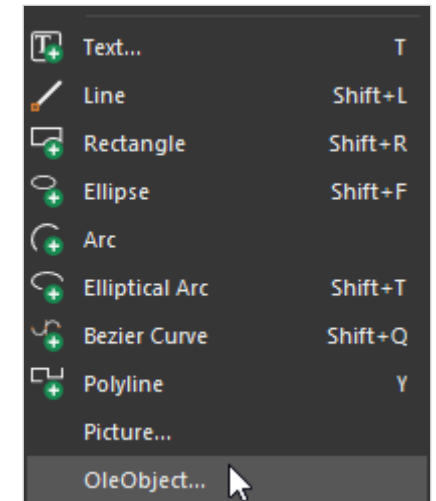 Text... T
Line Shift+L
Rectangle Shift+R
Ellipse Shift+F
Arc
Elliptical Arc Shift+T
Bezier Curve Shift+Q
Polyline Y
Picture...
OleObject...